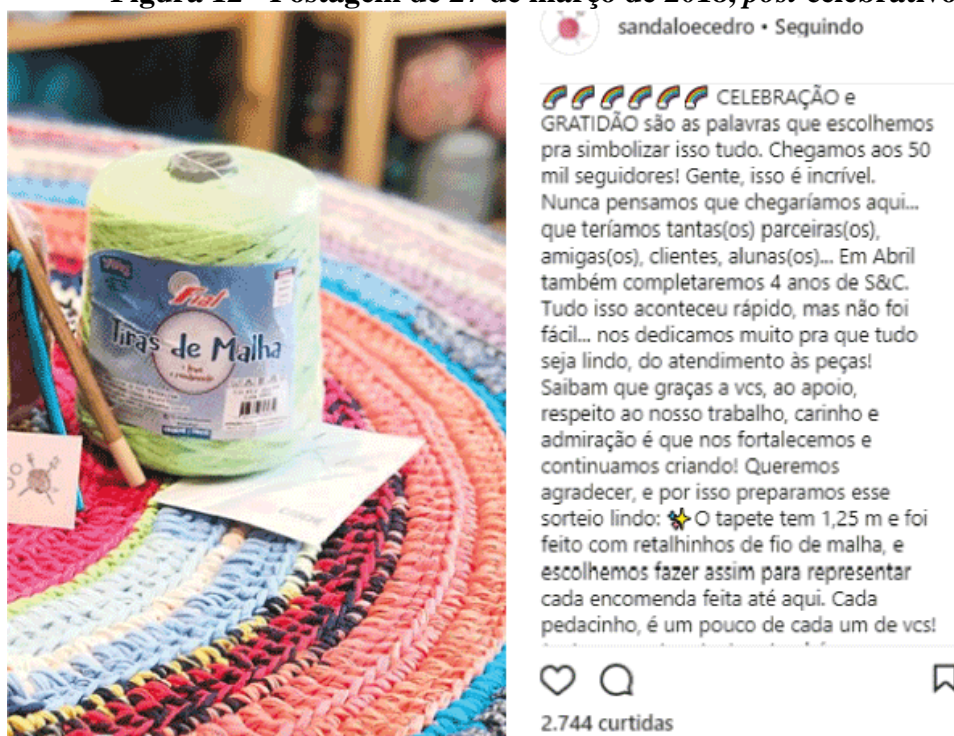 Figura 12 - Postagem de 27 de março de 2018, post celebrativo
sandaloecedro • Seguindo
🌈🌈🌈🌈🌈🌈 CELEBRAÇÃO e
GRATIDÃO são as palavras que escolhemos
pra simbolizar isso tudo. Chegamos aos 50
mil seguidores! Gente, isso é incrível.
Nunca pensamos que chegaríamos aqui...
que teríamos tantas(os) parceiras(os),
amigas(os), clientes, alunas(os)... Em Abril
também completaremos 4 anos de S&C.
Tudo isso aconteceu rápido, mas não foi
fácil... nos dedicamos muito pra que tudo
seja lindo, do atendimento às peças!
Saibam que graças a vcs, ao apoio,
respeito ao nosso trabalho, carinho e
admiração é que nos fortalecemos e
continuamos criando! Queremos
agradecer, e por isso preparamos esse
sorteio lindo: ✨O tapete tem 1,25 m e foi
feito com retalhinhos de fio de malha, e
escolhemos fazer assim para representar
cada encomenda feita até aqui. Cada
pedacinho, é um pouco de cada um de vcs!
2.744 curtidas
Fial
Tiras de Malha